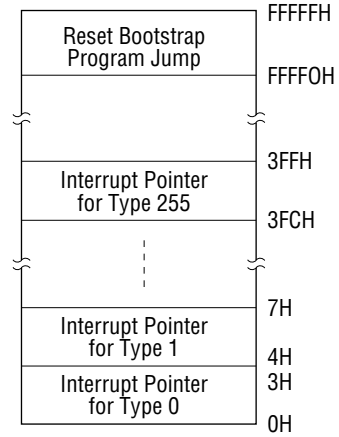 FFFFFH
Reset Bootstrap
Program Jump
FFFF0H
3FFH
Interrupt Pointer
for Type 255
3FCH
7H
Interrupt Pointer
for Type 1
4H
3H
Interrupt Pointer
for Type 0
0H